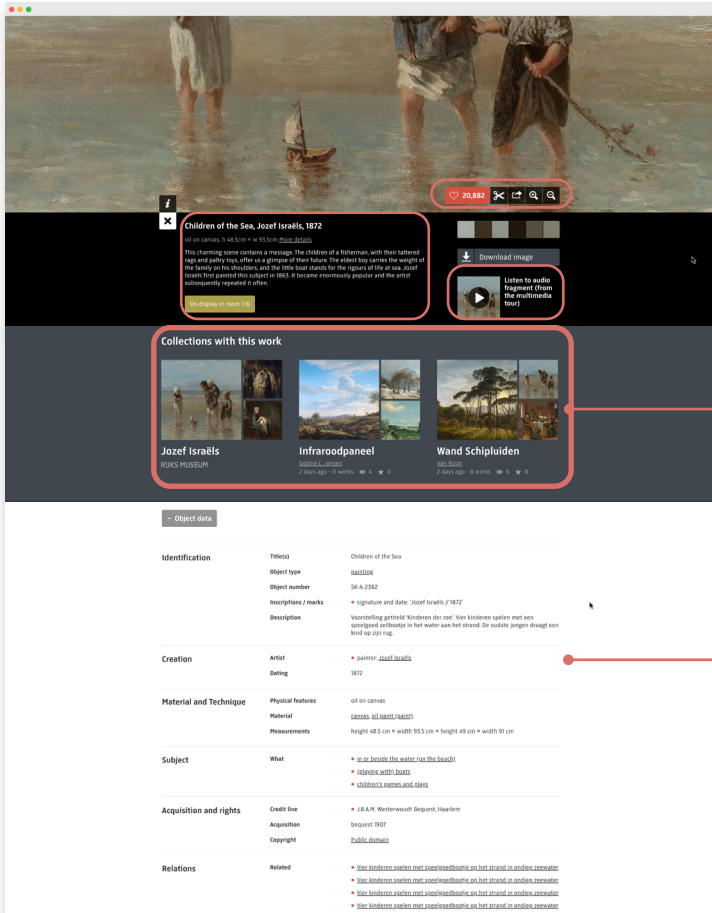 20,882
i
Children of the Sea, Jozef Israëls, 1872
oil on canvas, h 48.5cm × w 93.5cm More details
This charming scene contains a message. The children of a fisherman, with their tattered
rags and paltry toys, offer us a glimpse of their future. The eldest boy carries the weight of
the family on his shoulders, and the little boat stands for the rigours of life at sea. Jozef
Israëls first painted this subject in 1863. It became enormously popular and the artist
subsequently repeated it often.
On display in room 116
Download image
Listen to audio
fragment (from
the multimedia
tour)
Collections with this work
Jozef Israëls
RIJKS MUSEUM
Infraroodpaneel
Sabine C. Jansen
2 days ago - 11 works 4 0
Wand Schipluiden
Van Roon
2 days ago - 8 works 6 0
− Object data
Identification
Title(s) Children of the Sea
Object type painting
Object number SK-A-2382
Inscriptions / marks • signature and date: 'Jozef Israëls // 1872'
Description Voorstelling getiteld 'Kinderen der zee'. Vier kinderen spelen met een
speelgoed zeilbootje in het water aan het strand. De oudste jongen draagt een
kind op zijn rug.
Creation
Artist • painter: Jozef Israëls
Dating 1872
Material and Technique
Physical features oil on canvas
Material canvas, oil paint (paint)
Measurements height 48.5 cm × width 93.5 cm × height 49 cm × width 91 cm
Subject
What • in or beside the water (on the beach)
• (playing with) boats
• children's games and plays
Acquisition and rights
Credit line • J.B.A.M. Westerwoudt Bequest, Haarlem
Acquisition bequest 1907
Copyright Public domain
Relations
Related • Vier kinderen spelen met speelgoedbootje op het strand in ondiep zeewater
• Vier kinderen spelen met speelgoedbootje op het strand in ondiep zeewater
• Vier kinderen spelen met speelgoedbootje op het strand in ondiep zeewater
• Vier kinderen spelen met speelgoedbootje op het strand in ondiep zeewater